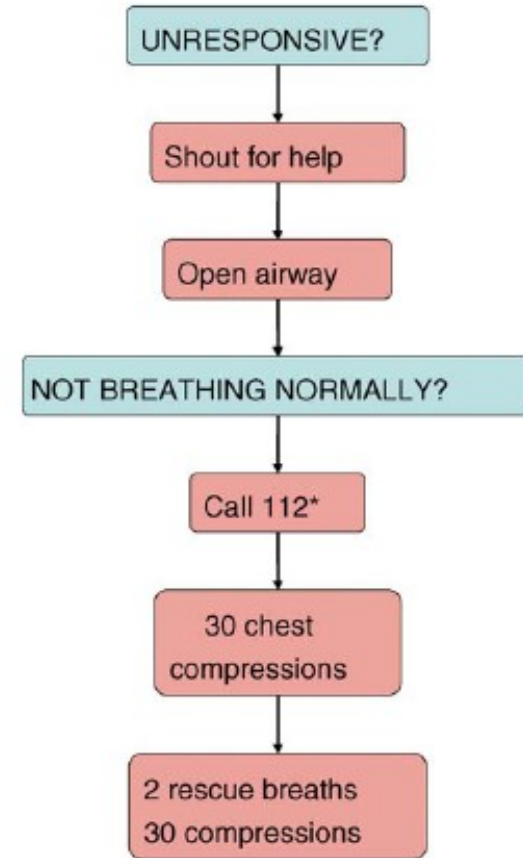 UNRESPONSIVE?
Shout for help
Open airway
NOT BREATHING NORMALLY?
Call 112*
30 chest
compressions
2 rescue breaths
30 compressions